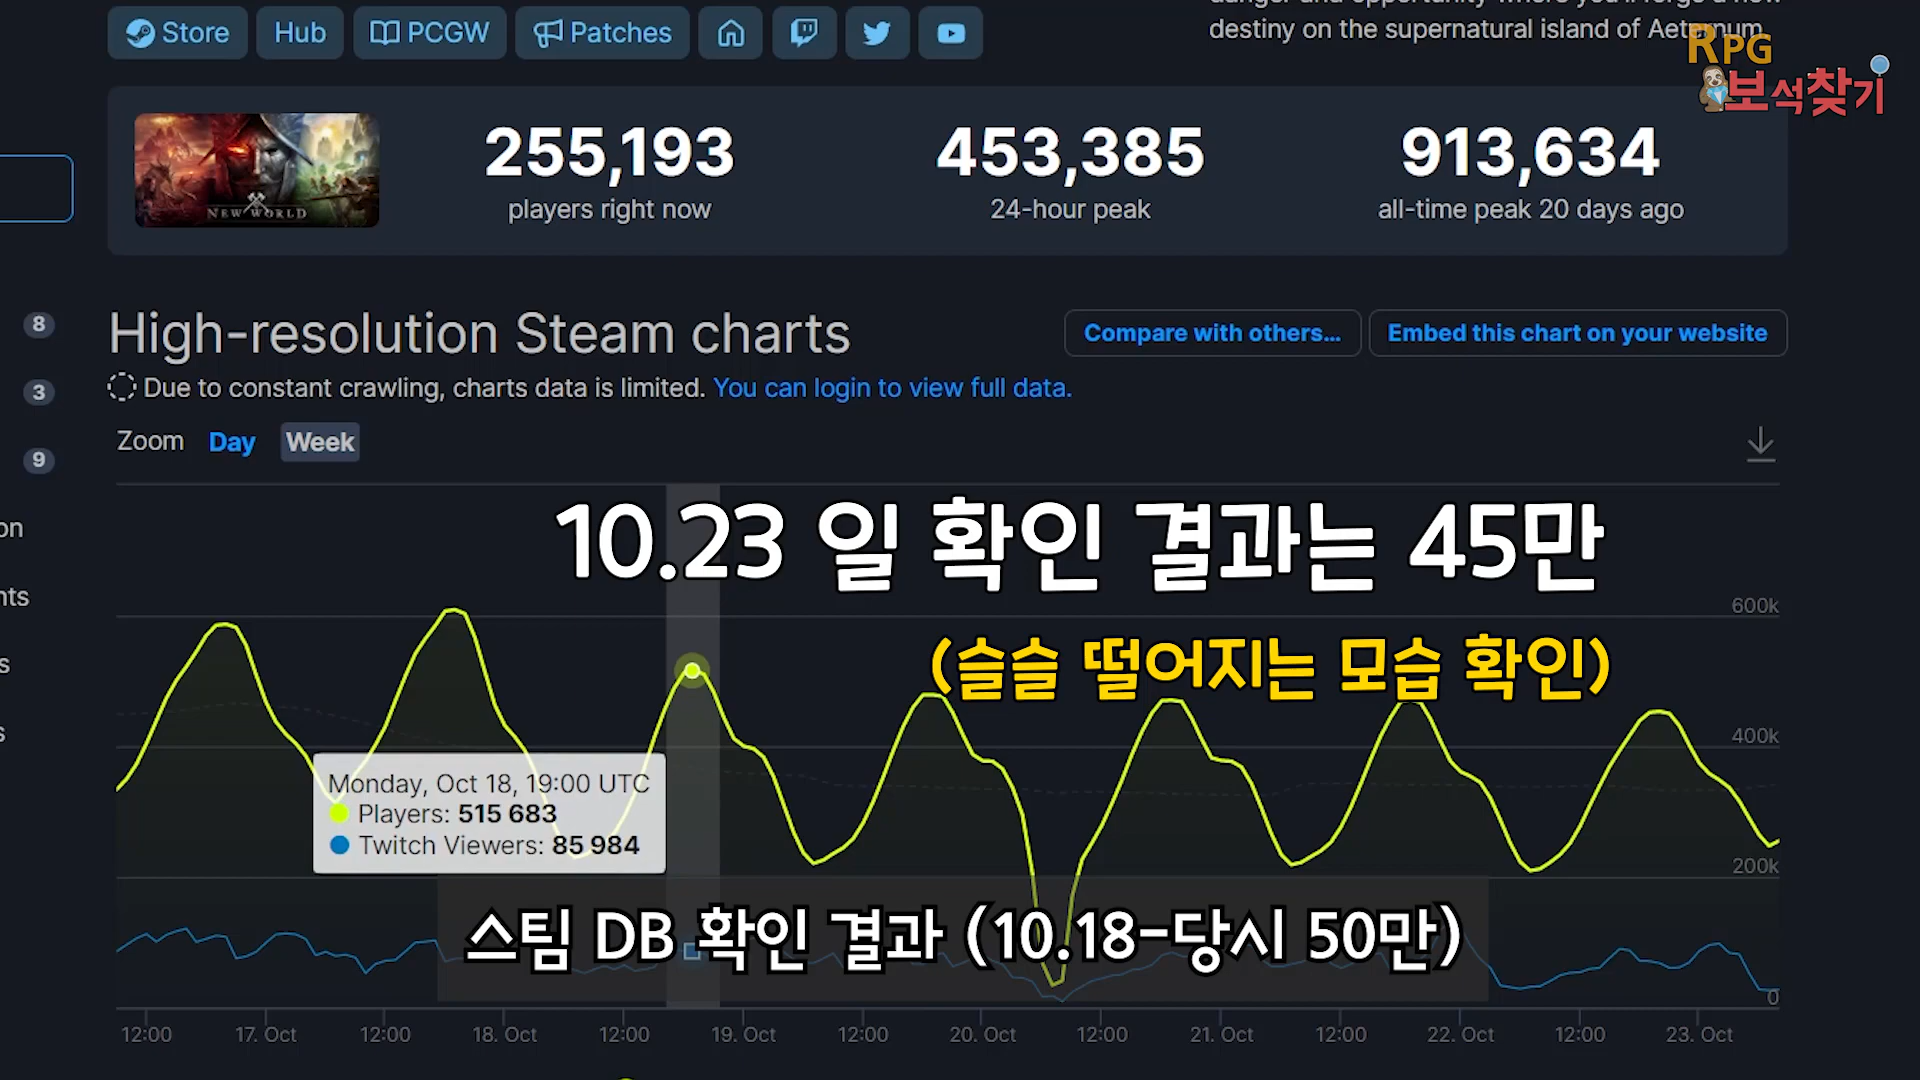 destiny on the supernatural island of Aeternum.
Store Hub PCGW Patches
RPG
보석찾기
NEW WORLD
255,193 453,385 913,634
players right now 24-hour peak all-time peak 20 days ago
8
3
9
on
nts
s
s
High-resolution Steam charts
Compare with others... Embed this chart on your website
Due to constant crawling, charts data is limited. You can login to view full data.
Zoom Day Week
10.23 일 확인 결과는 45만
(슬슬 떨어지는 모습 확인)
600k
400k
200k
0
Monday, Oct 18, 19:00 UTC
Players: 515 683
Twitch Viewers: 85 984
스팀 DB 확인 결과 (10.18-당시 50만)
12:00 17. Oct 12:00 18. Oct 12:00 19. Oct 12:00 20. Oct 12:00 21. Oct 12:00 22. Oct 12:00 23. Oct